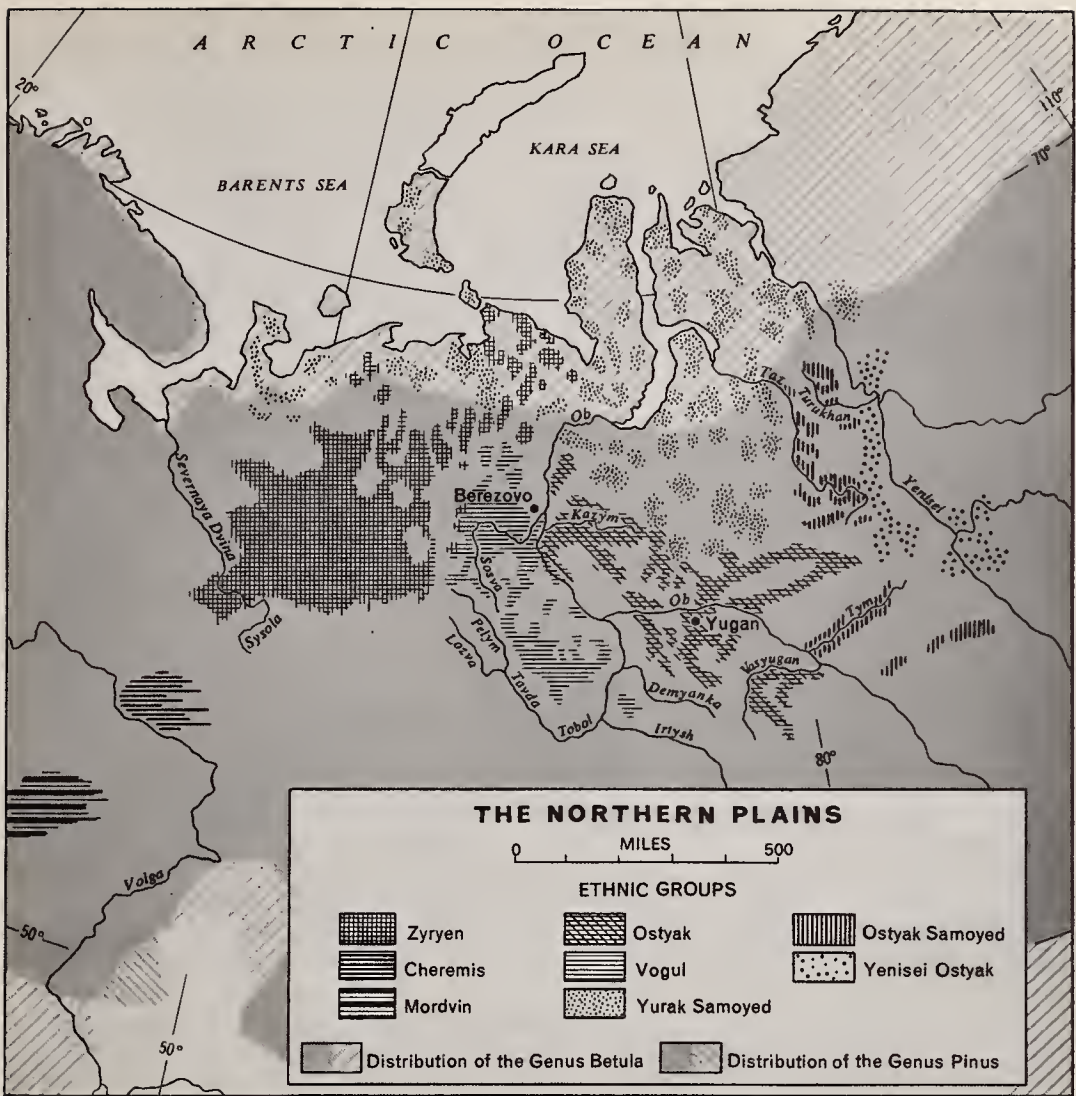 ARCTIC OCEAN
20°
110°
70°
KARA SEA
BARENTS SEA
Taz
Turukhan
Ob
Yenisei
Severnaya Dvina
Berezovo
Kazym
Sosva
Ob
Yugan
Tym
Sysola
Pelym
Lozva
Vasyugan
Tavda
Demyanka
Tobol
Irtysh
80°
Volga
50°
50°
THE NORTHERN PLAINS
MILES
0 500
ETHNIC GROUPS
Zyryen Ostyak Ostyak Samoyed
Cheremis Vogul Yenisei Ostyak
Mordvin Yurak Samoyed
Distribution of the Genus Betula Distribution of the Genus Pinus